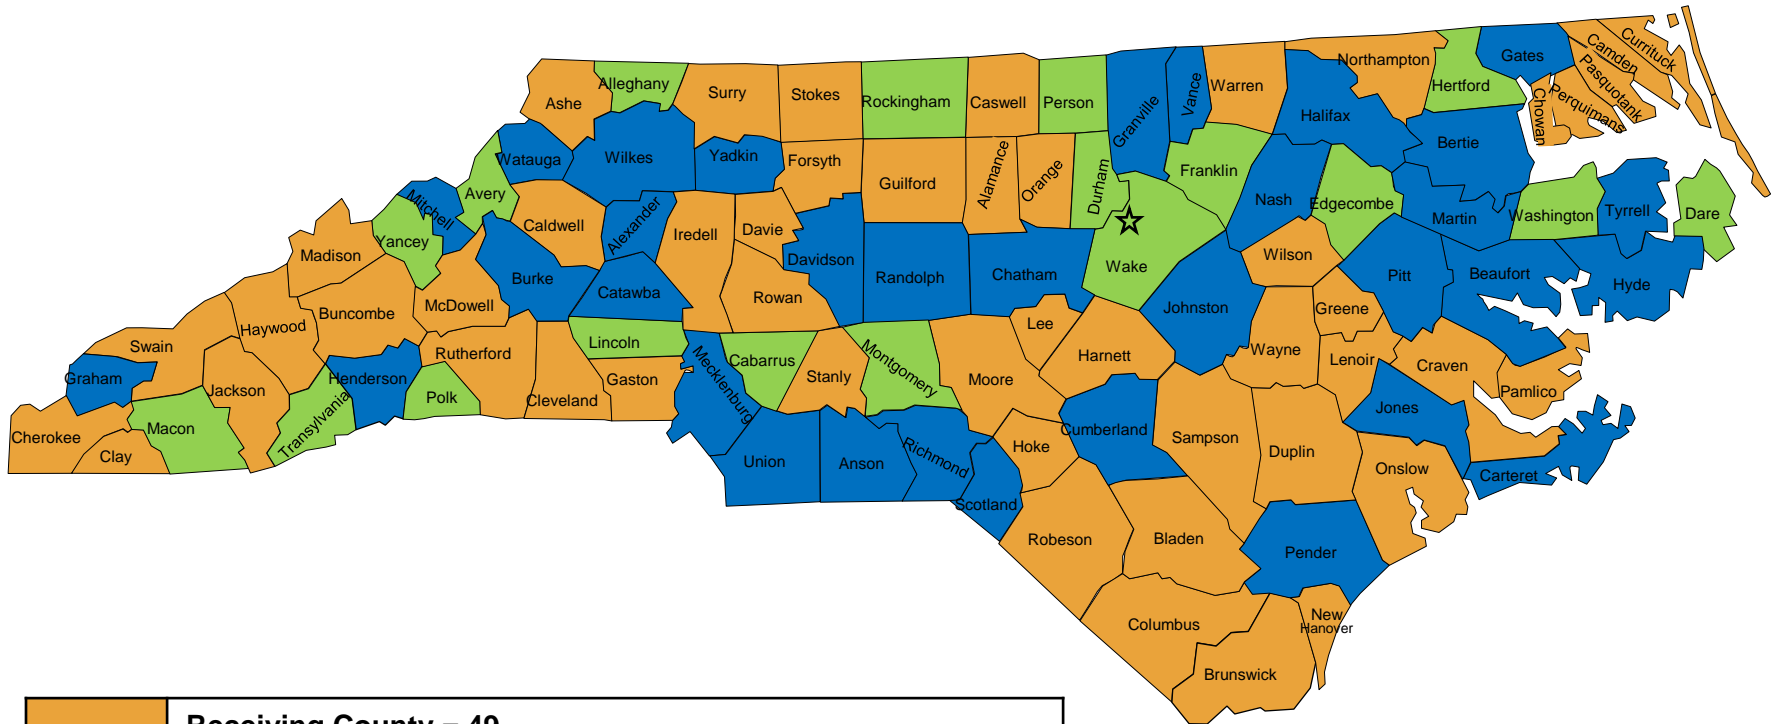 Ashe
Alleghany
Surry
Stokes
Rockingham
Caswell
Person
Granville
Vance
Warren
Northampton
Hertford
Gates
Camden
Currituck
Pasquotank
Perquimans
Chowan
Halifax
Bertie
Watauga
Wilkes
Yadkin
Forsyth
Guilford
Alamance
Orange
Durham
Franklin
Nash
Edgecombe
Martin
Washington
Tyrrell
Dare
Mitchell
Avery
Caldwell
Alexander
Iredell
Davie
Yancey
Madison
Davidson
Randolph
Chatham
Wake
Wilson
Pitt
Beaufort
Hyde
Burke
Catawba
Rowan
Johnston
Greene
McDowell
Buncombe
Haywood
Swain
Lincoln
Lee
Wayne
Lenoir
Craven
Pamlico
Rutherford
Graham
Jackson
Henderson
Polk
Cleveland
Gaston
Mecklenburg
Cabarrus
Stanly
Montgomery
Moore
Harnett
Cherokee
Clay
Macon
Transylvania
Union
Anson
Richmond
Scotland
Hoke
Cumberland
Sampson
Duplin
Jones
Onslow
Carteret
Robeson
Bladen
Pender
Columbus
New
Hanover
Brunswick
Receiving County = 49